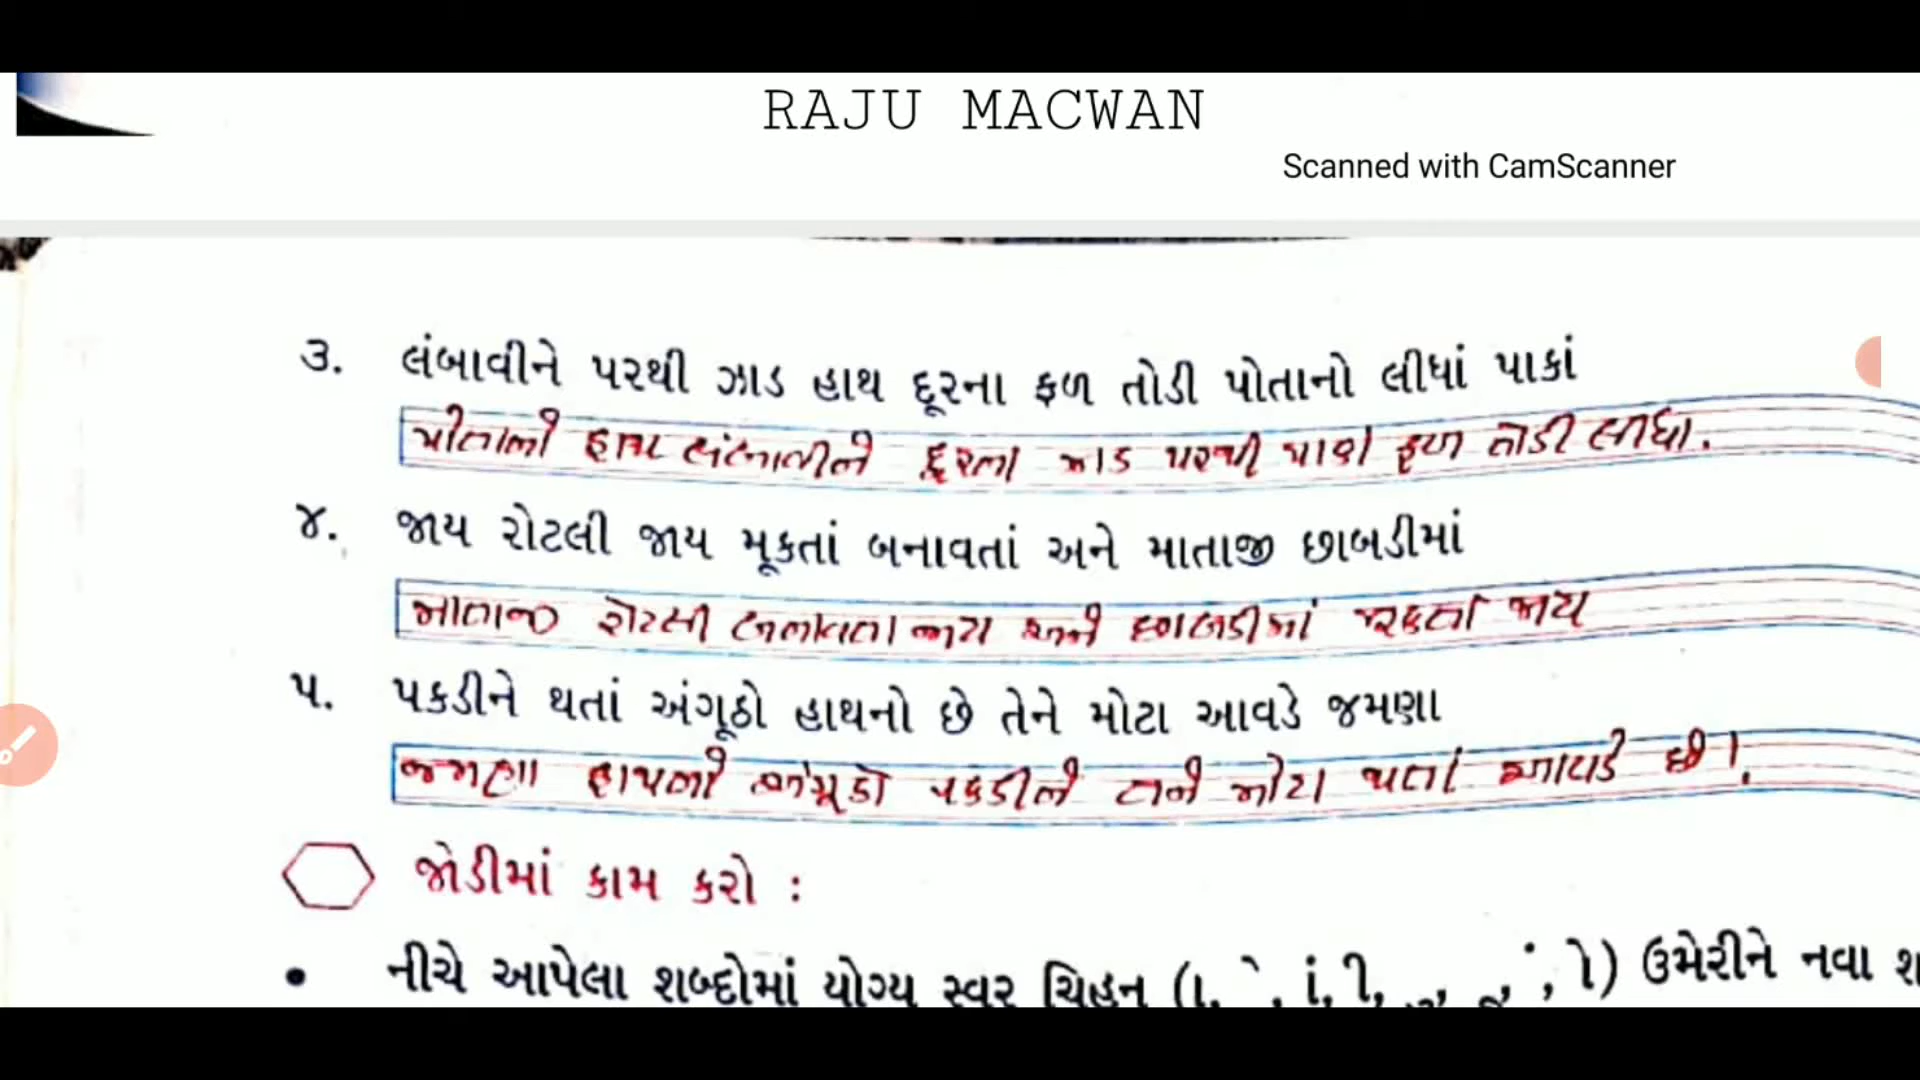 RAJU MACWAN
Scanned with CamScanner
૩. લંબાવીને પરથી ઝાડ હાથ દૂરના ફળ તોડી પોતાનો લીધાં પાકાં
પોતાનો હાથ લંબાવીને દૂરના ઝાડ પરથી પાકાં ફળ તોડી લીધા.
૪. જાય રોટલી જાય મૂકતાં બનાવતાં અને માતાજી છાબડીમાં
માતાજી રોટલી બનાવતા જાય અને છાબડીમાં મૂકતાં જાય
૫. પકડીને થતાં અંગૂઠો હાથનો છે તેને મોટા આવડે જમણા
જમણા હાથનો અંગૂઠો પકડીને તેને મોટા થતાં આવડે છે.
જોડીમાં કામ કરો :
• નીચે આપેલા શબ્દોમાં યોગ્ય સ્વર ચિહ્ન (ા, ે, ાં, ી, ુ, ૂ, ં, ો) ઉમેરીને નવા શ